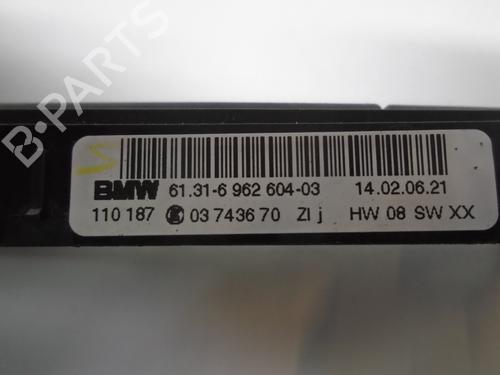 B-PARTS
BMW 61.31-6 962 604-03 14.02.06.21
110 187 03 7436 70 ZI j HW 08 SW XX